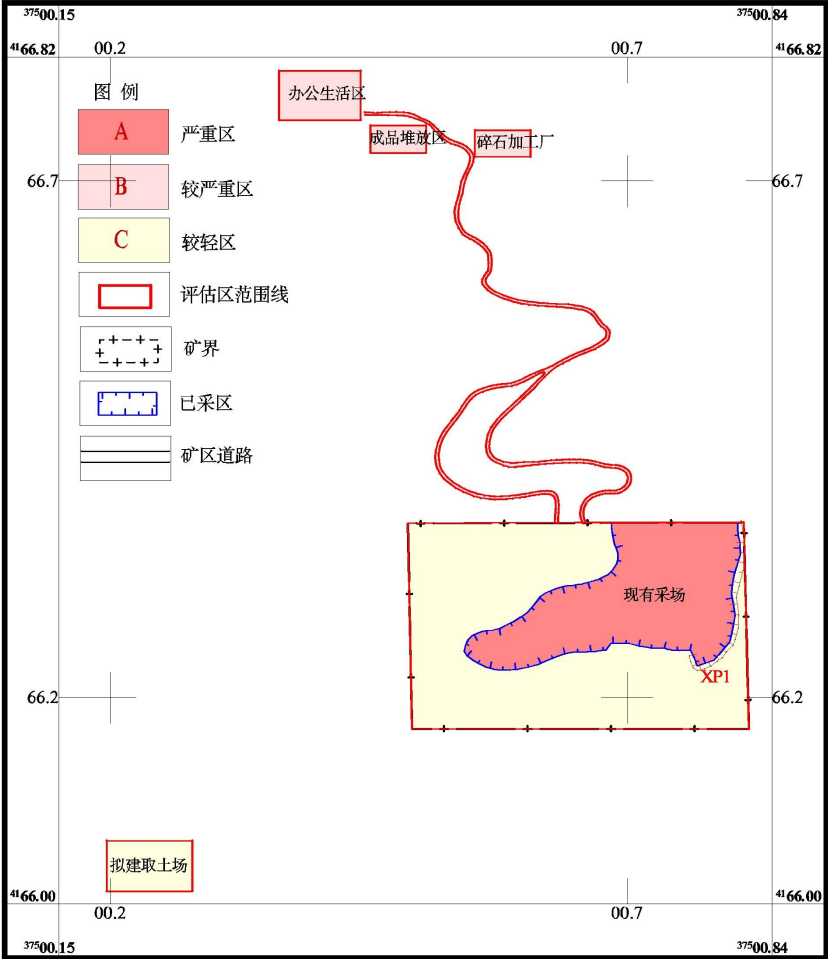 ³⁷⁵00.15
³⁷⁵00.84
⁴¹66.82
00.2
00.7
⁴¹66.82
图 例
办公生活区
A
严重区
成品堆放区
碎石加工厂
B
较严重区
66.7
66.7
C
较轻区
评估区范围线
矿界
已采区
矿区道路
现有采场
XP1
66.2
66.2
拟建取土场
⁴¹66.00
00.2
00.7
⁴¹66.00
³⁷⁵00.15
³⁷⁵00.84